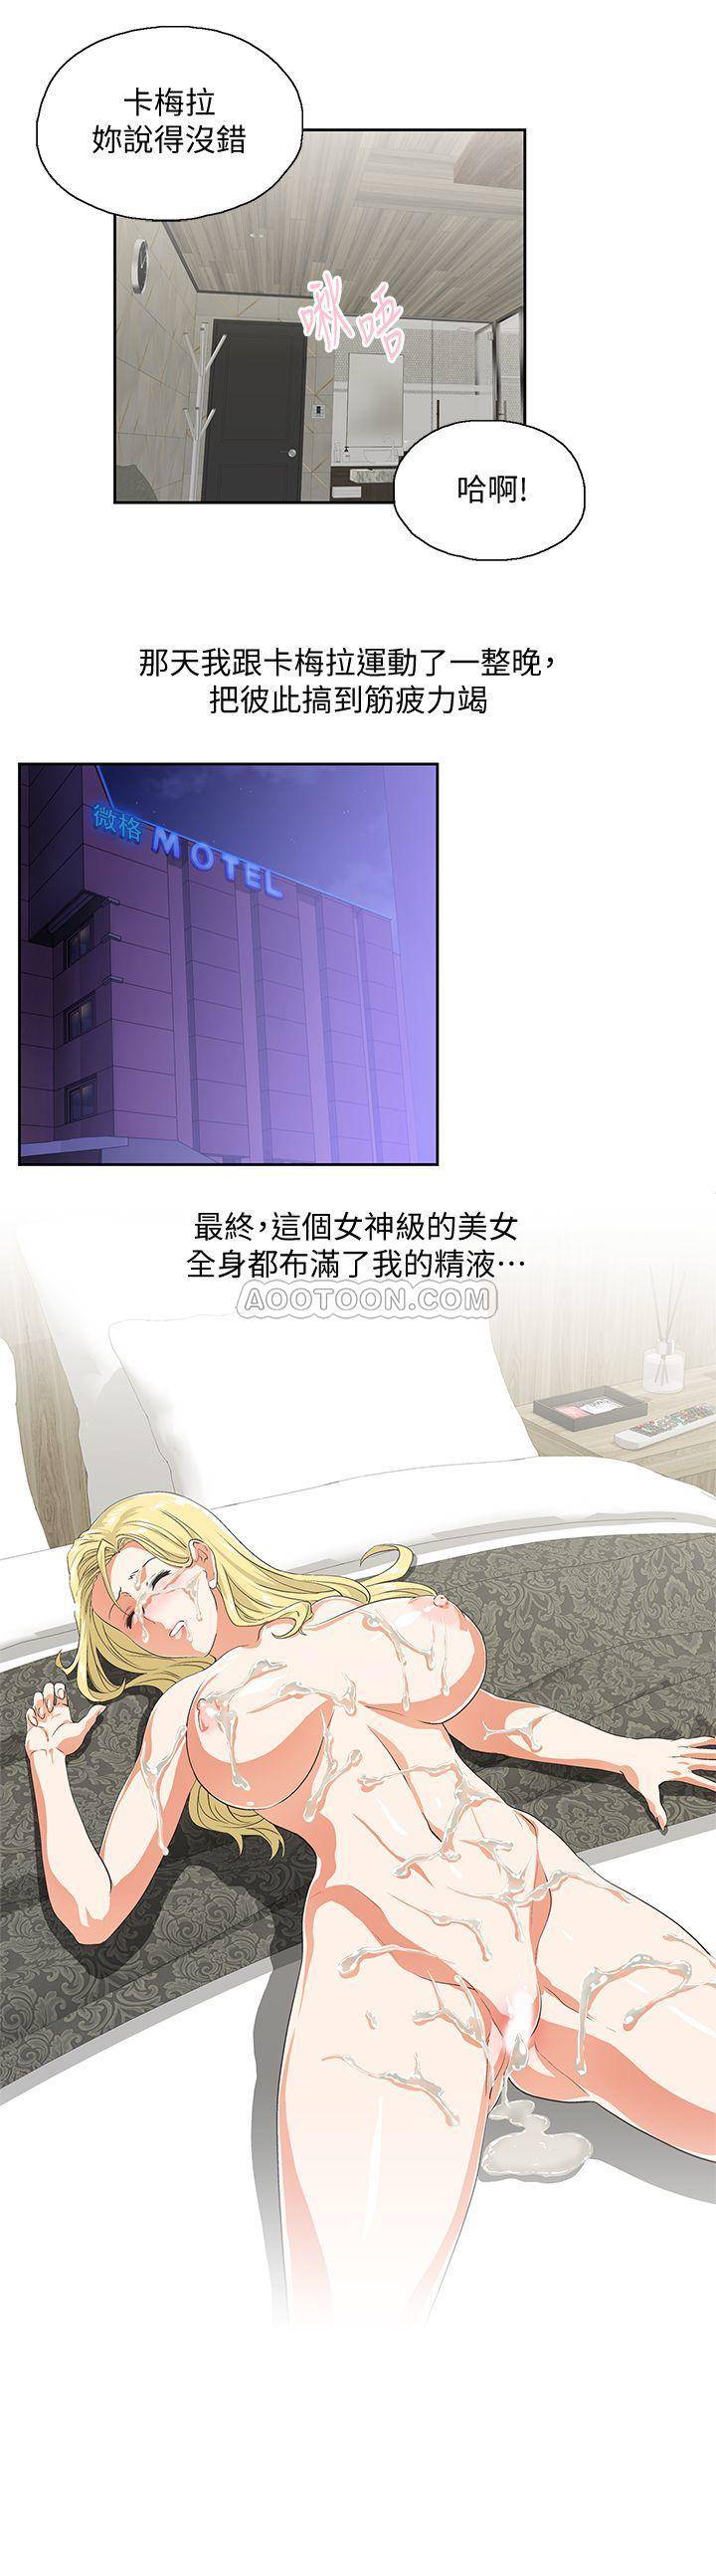 卡梅拉
妳說得沒錯
啾唔
哈啊!
那天我跟卡梅拉運動了一整晚,
把彼此搞到筋疲力竭
微格 MOTEL
最終,這個女神級的美女
全身都布滿了我的精液⋯
AOOTOON.COM